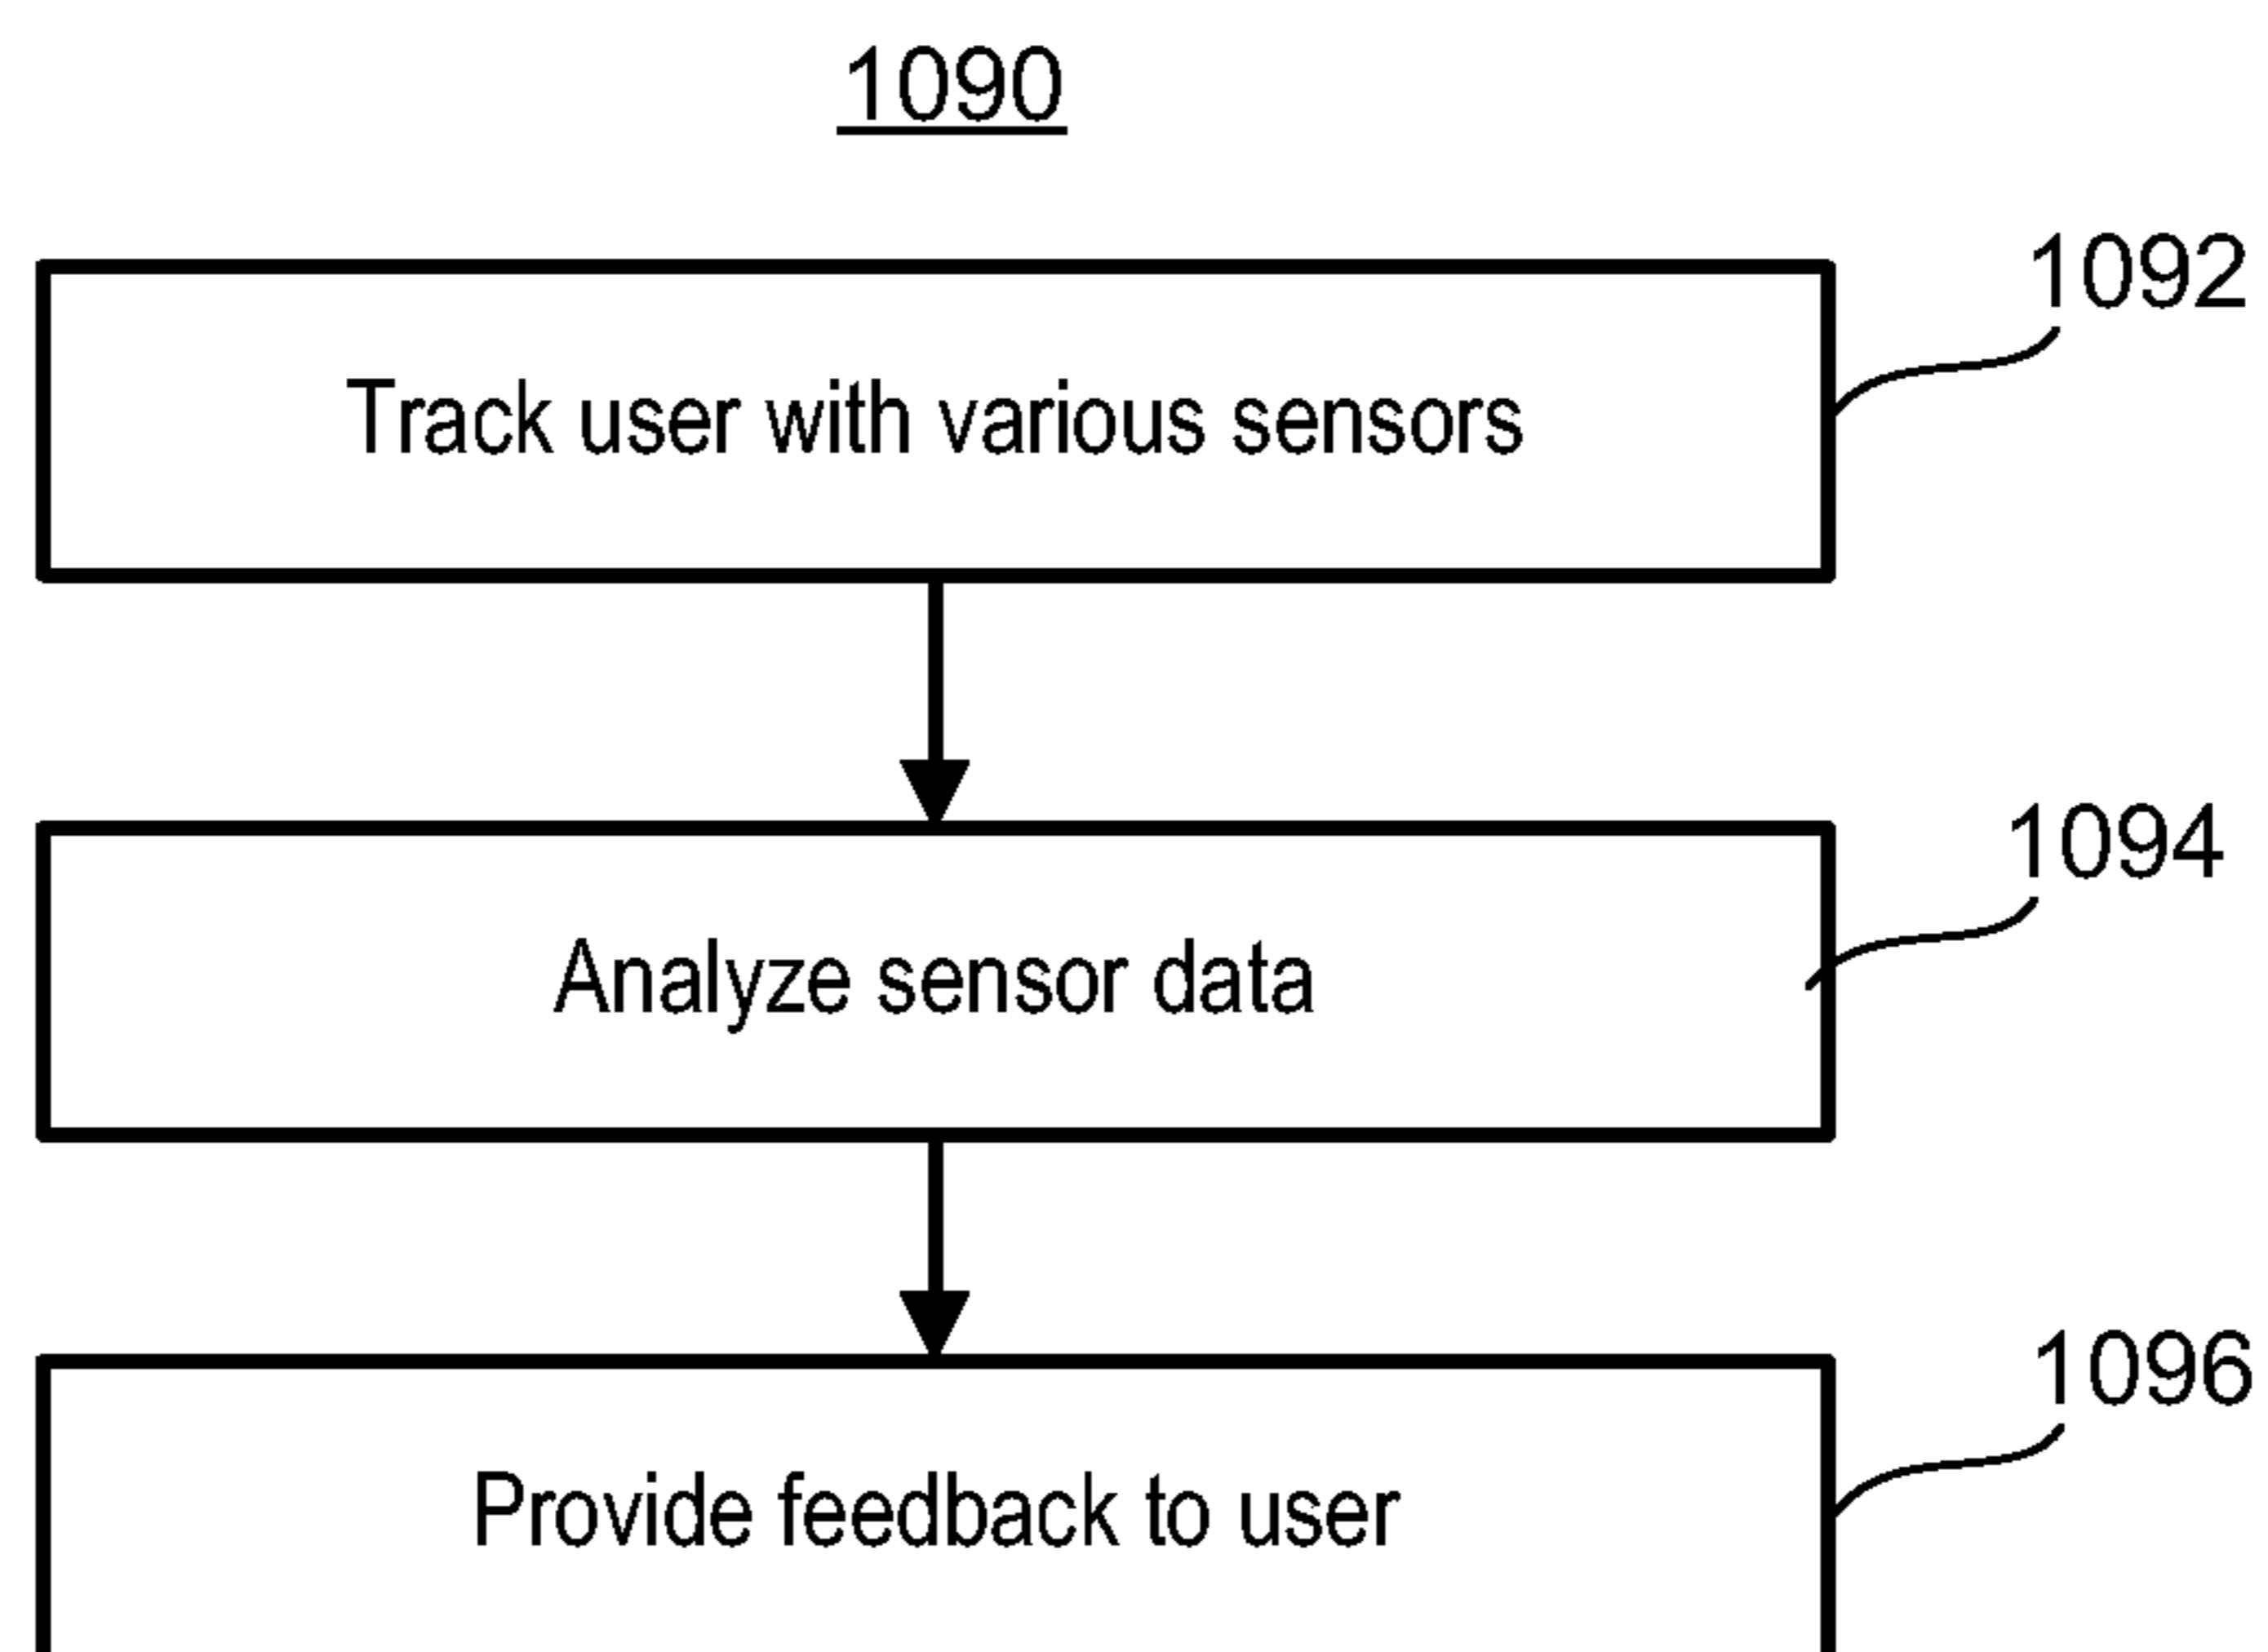 1090
1092
Track user with various sensors
1094
Analyze sensor data
1096
Provide feedback to user